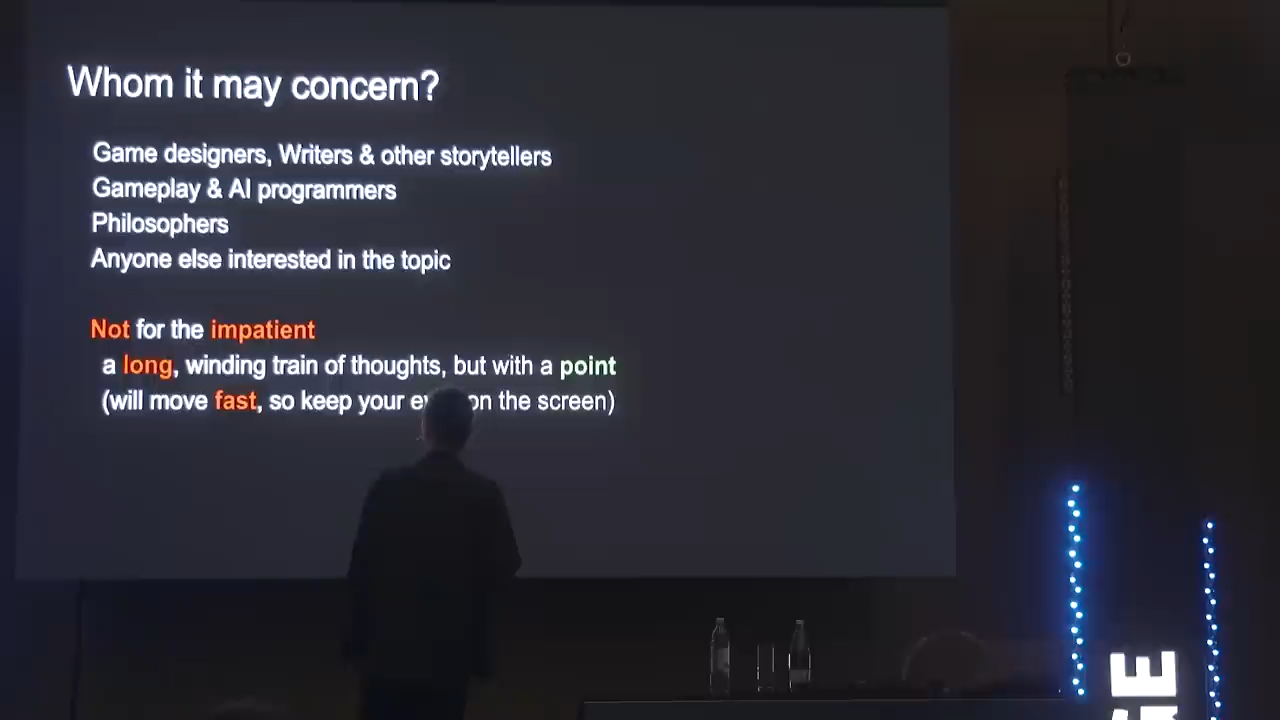 Whom it may concern?
Game designers, Writers & other storytellers
Gameplay & AI programmers
Philosophers
Anyone else interested in the topic
Not for the impatient
a long, winding train of thoughts, but with a point
(will move fast, so keep your on the screen)
E